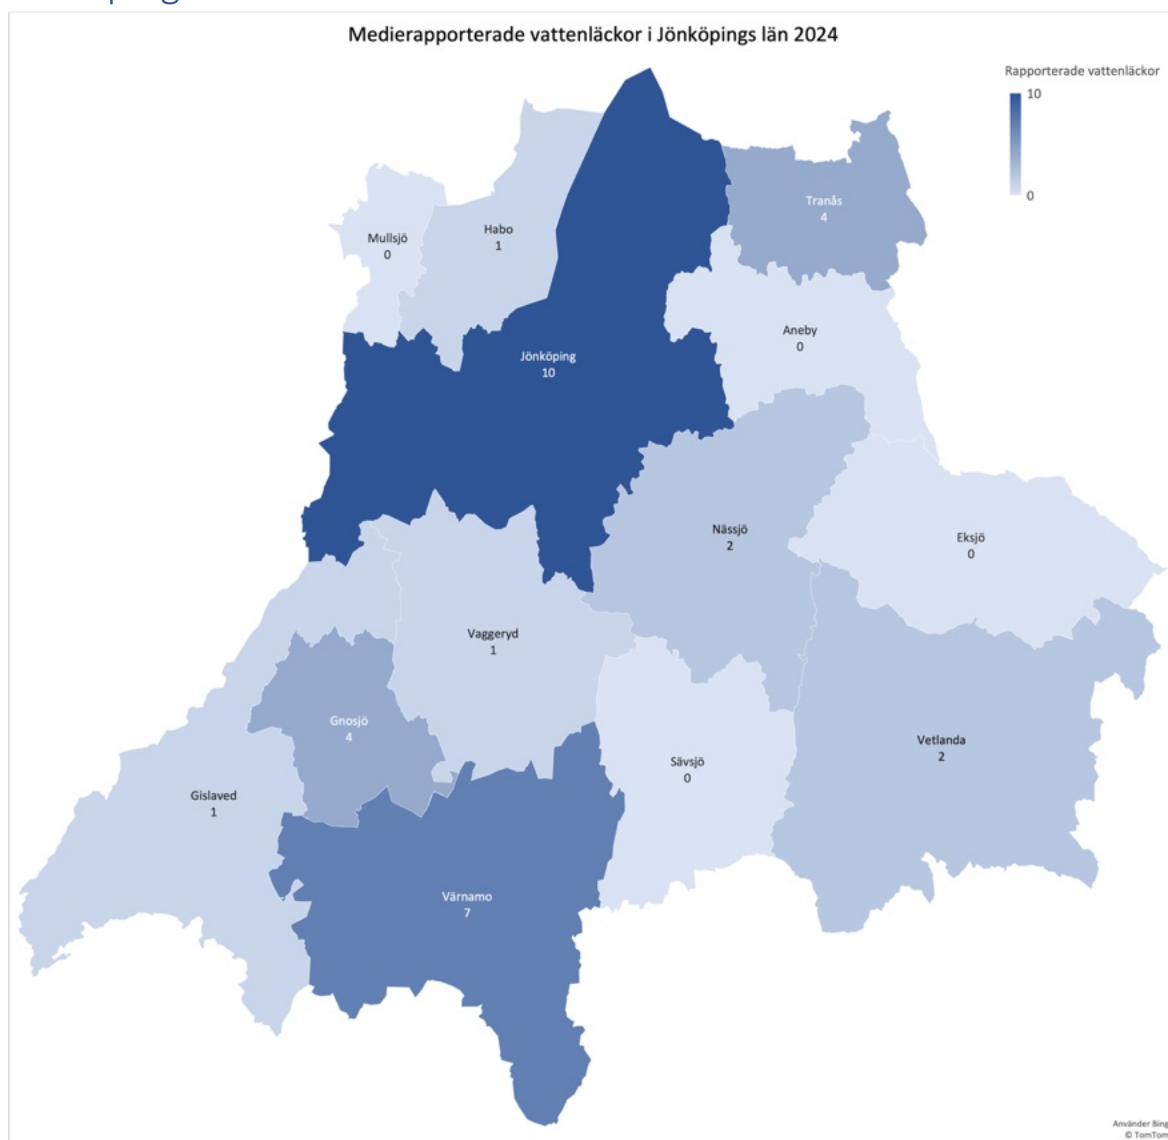 Medierapporterade vattenläckor i Jönköpings län 2024
Rapporterade vattenläckor
10
0
Tranås
4
Habo
1
Mullsjö
0
Aneby
0
Jönköping
10
Nässjö
2
Eksjö
0
Vaggeryd
1
Gnosjö
4
Vetlanda
2
Sävsjö
0
Gislaved
1
Värnamo
7
Använder Bing
© TomTom